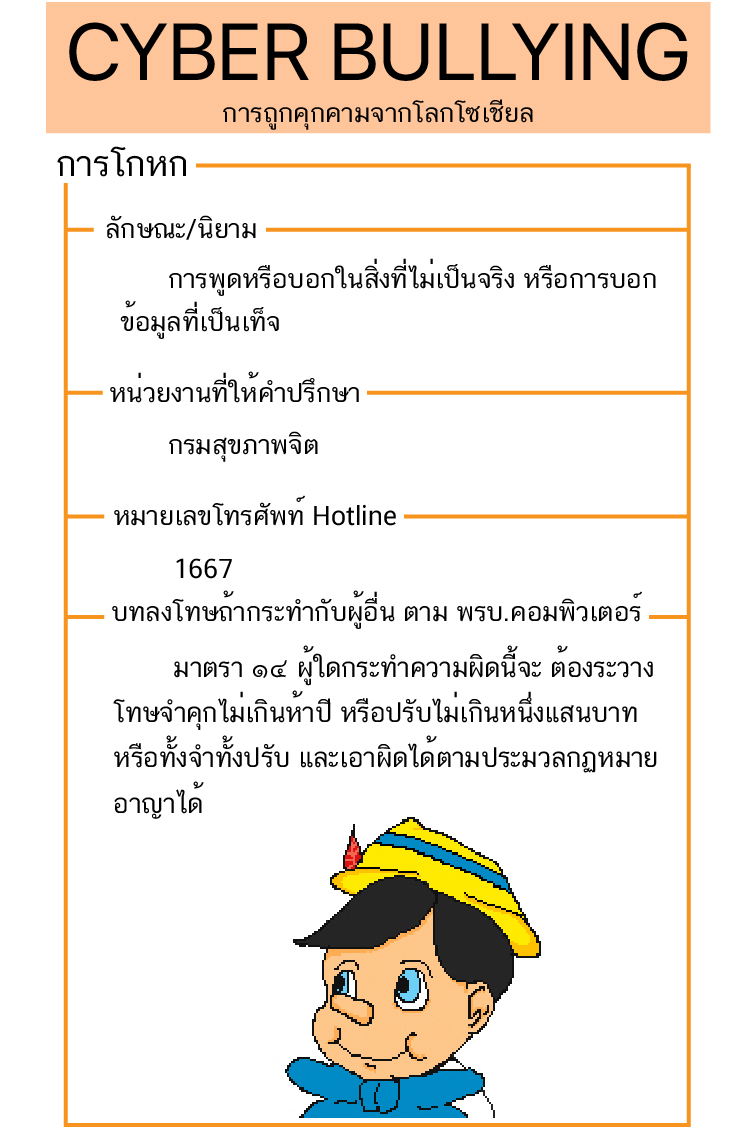 CYBER BULLYING
การถูกคุกคามจากโลกโซเชียล
การโกหก
ลักษณะ/นิยาม
การพูดหรือบอกในสิ่งที่ไม่เป็นจริง หรือการบอก
ข้อมูลที่เป็นเท็จ
หน่วยงานที่ให้คำปรึกษา
กรมสุขภาพจิต
หมายเลขโทรศัพท์ Hotline
1667
บทลงโทษถ้ากระทำกับผู้อื่น ตาม พรบ.คอมพิวเตอร์
มาตรา ๑๔ ผู้ใดกระทำความผิดนี้จะ ต้องระวาง
โทษจำคุกไม่เกินห้าปี หรือปรับไม่เกินหนึ่งแสนบาท
หรือทั้งจำทั้งปรับ และเอาผิดได้ตามประมวลกฏหมาย
อาญาได้